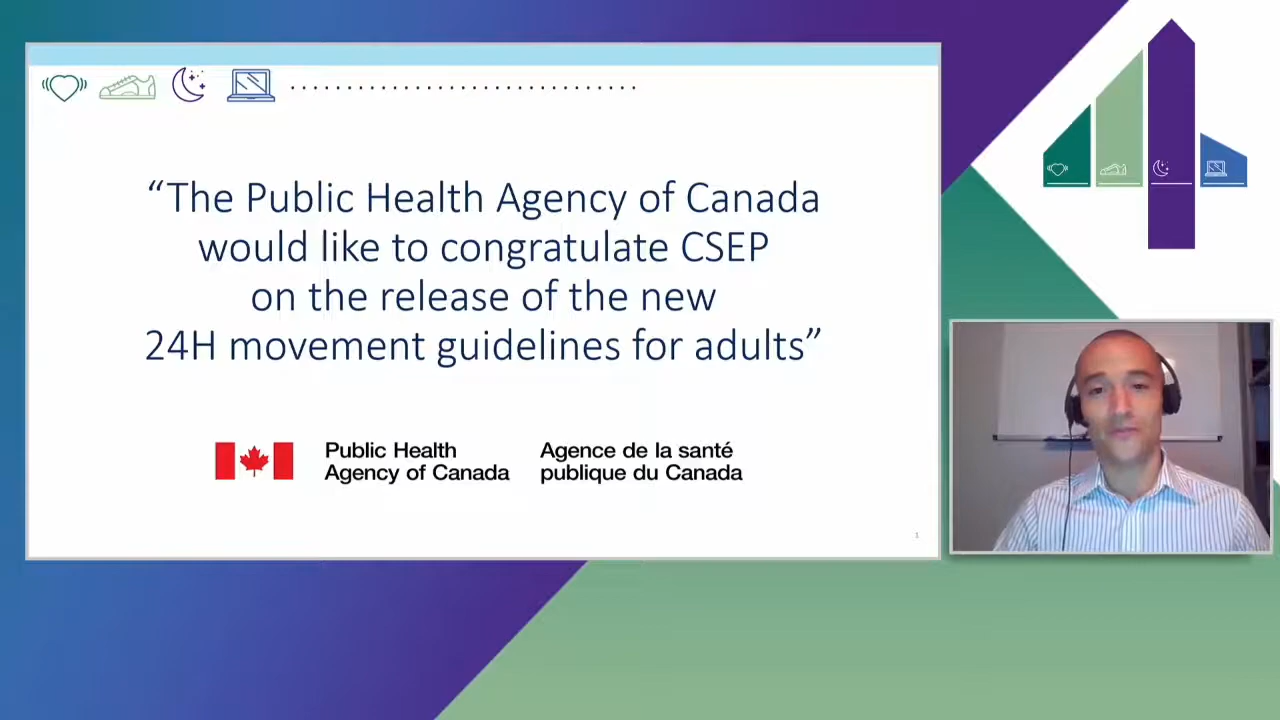 “The Public Health Agency of Canada
would like to congratulate CSEP
on the release of the new
24H movement guidelines for adults”
Public Health
Agency of Canada
Agence de la santé
publique du Canada
1